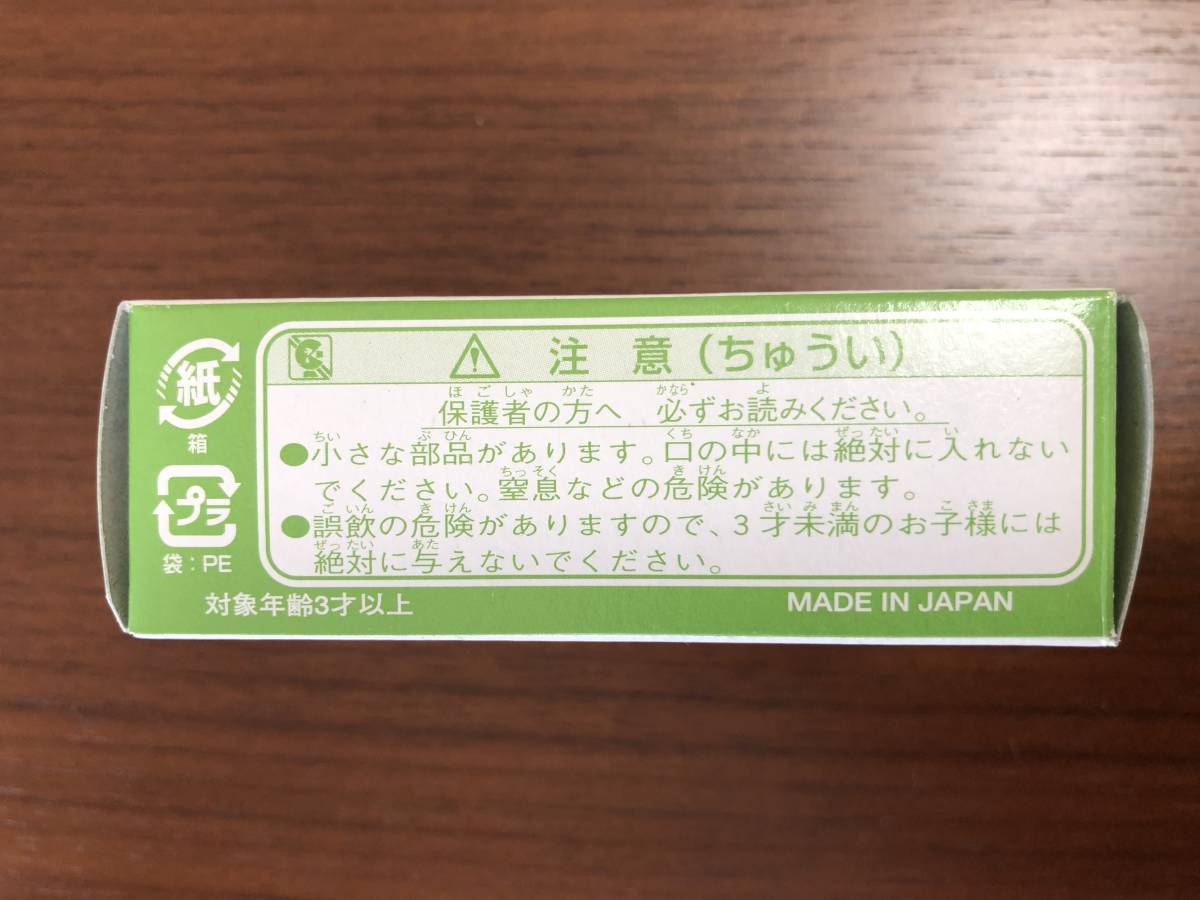 紙
箱
プラ
袋：PE
⚠ 注意（ちゅうい）
保護者の方へ 必ずお読みください。
●小さな部品があります。口の中には絶対に入れない
でください。窒息などの危険があります。
●誤飲の危険がありますので、3才未満のお子様には
絶対に与えないでください。
対象年齢3才以上
MADE IN JAPAN